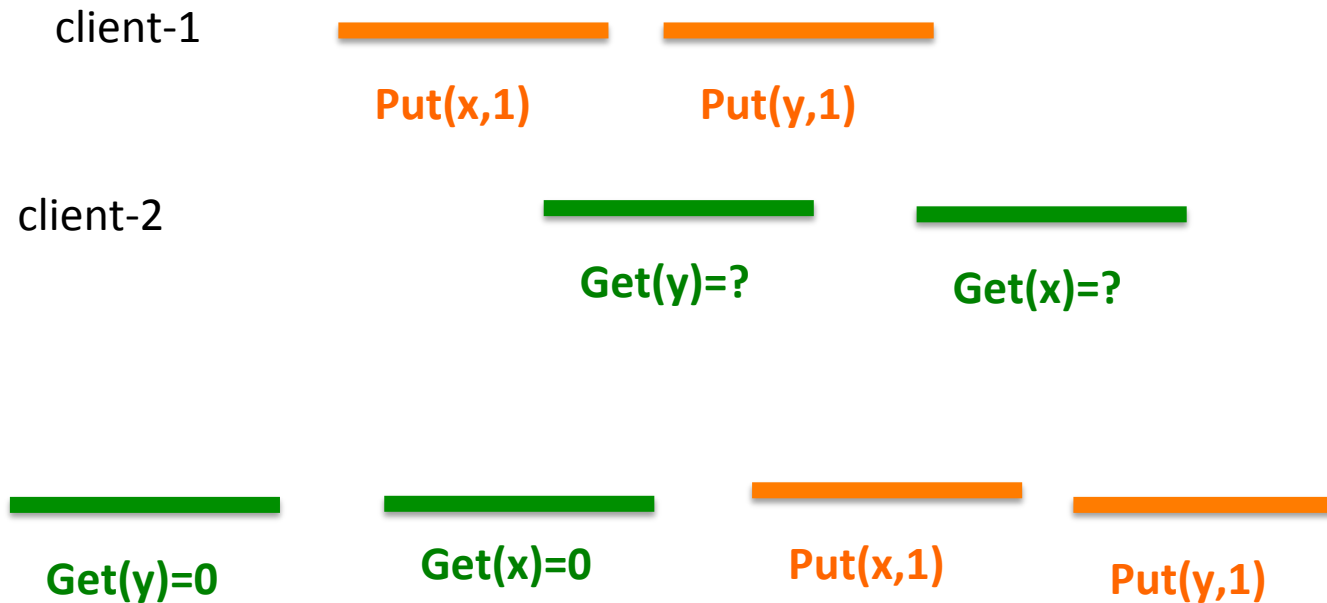 client-1
Put(x,1) Put(y,1)
client-2
Get(y)=? Get(x)=?
Get(y)=0 Get(x)=0 Put(x,1) Put(y,1)